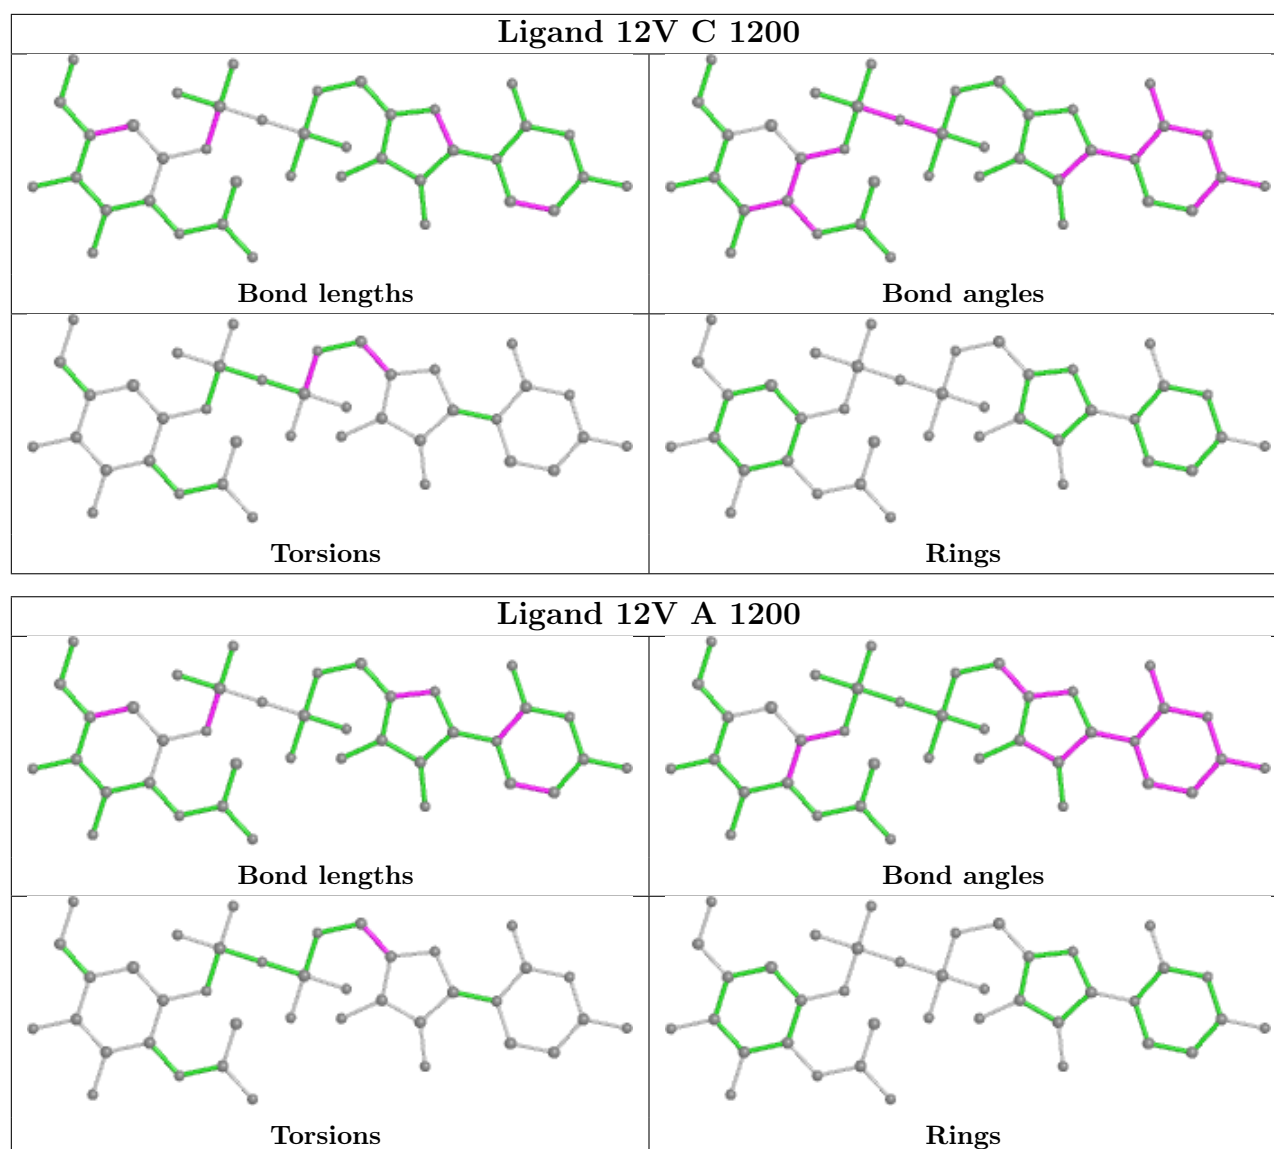 Ligand 12V C 1200
Bond lengths
Bond angles
Torsions
Rings
Ligand 12V A 1200
Bond lengths
Bond angles
Torsions
Rings